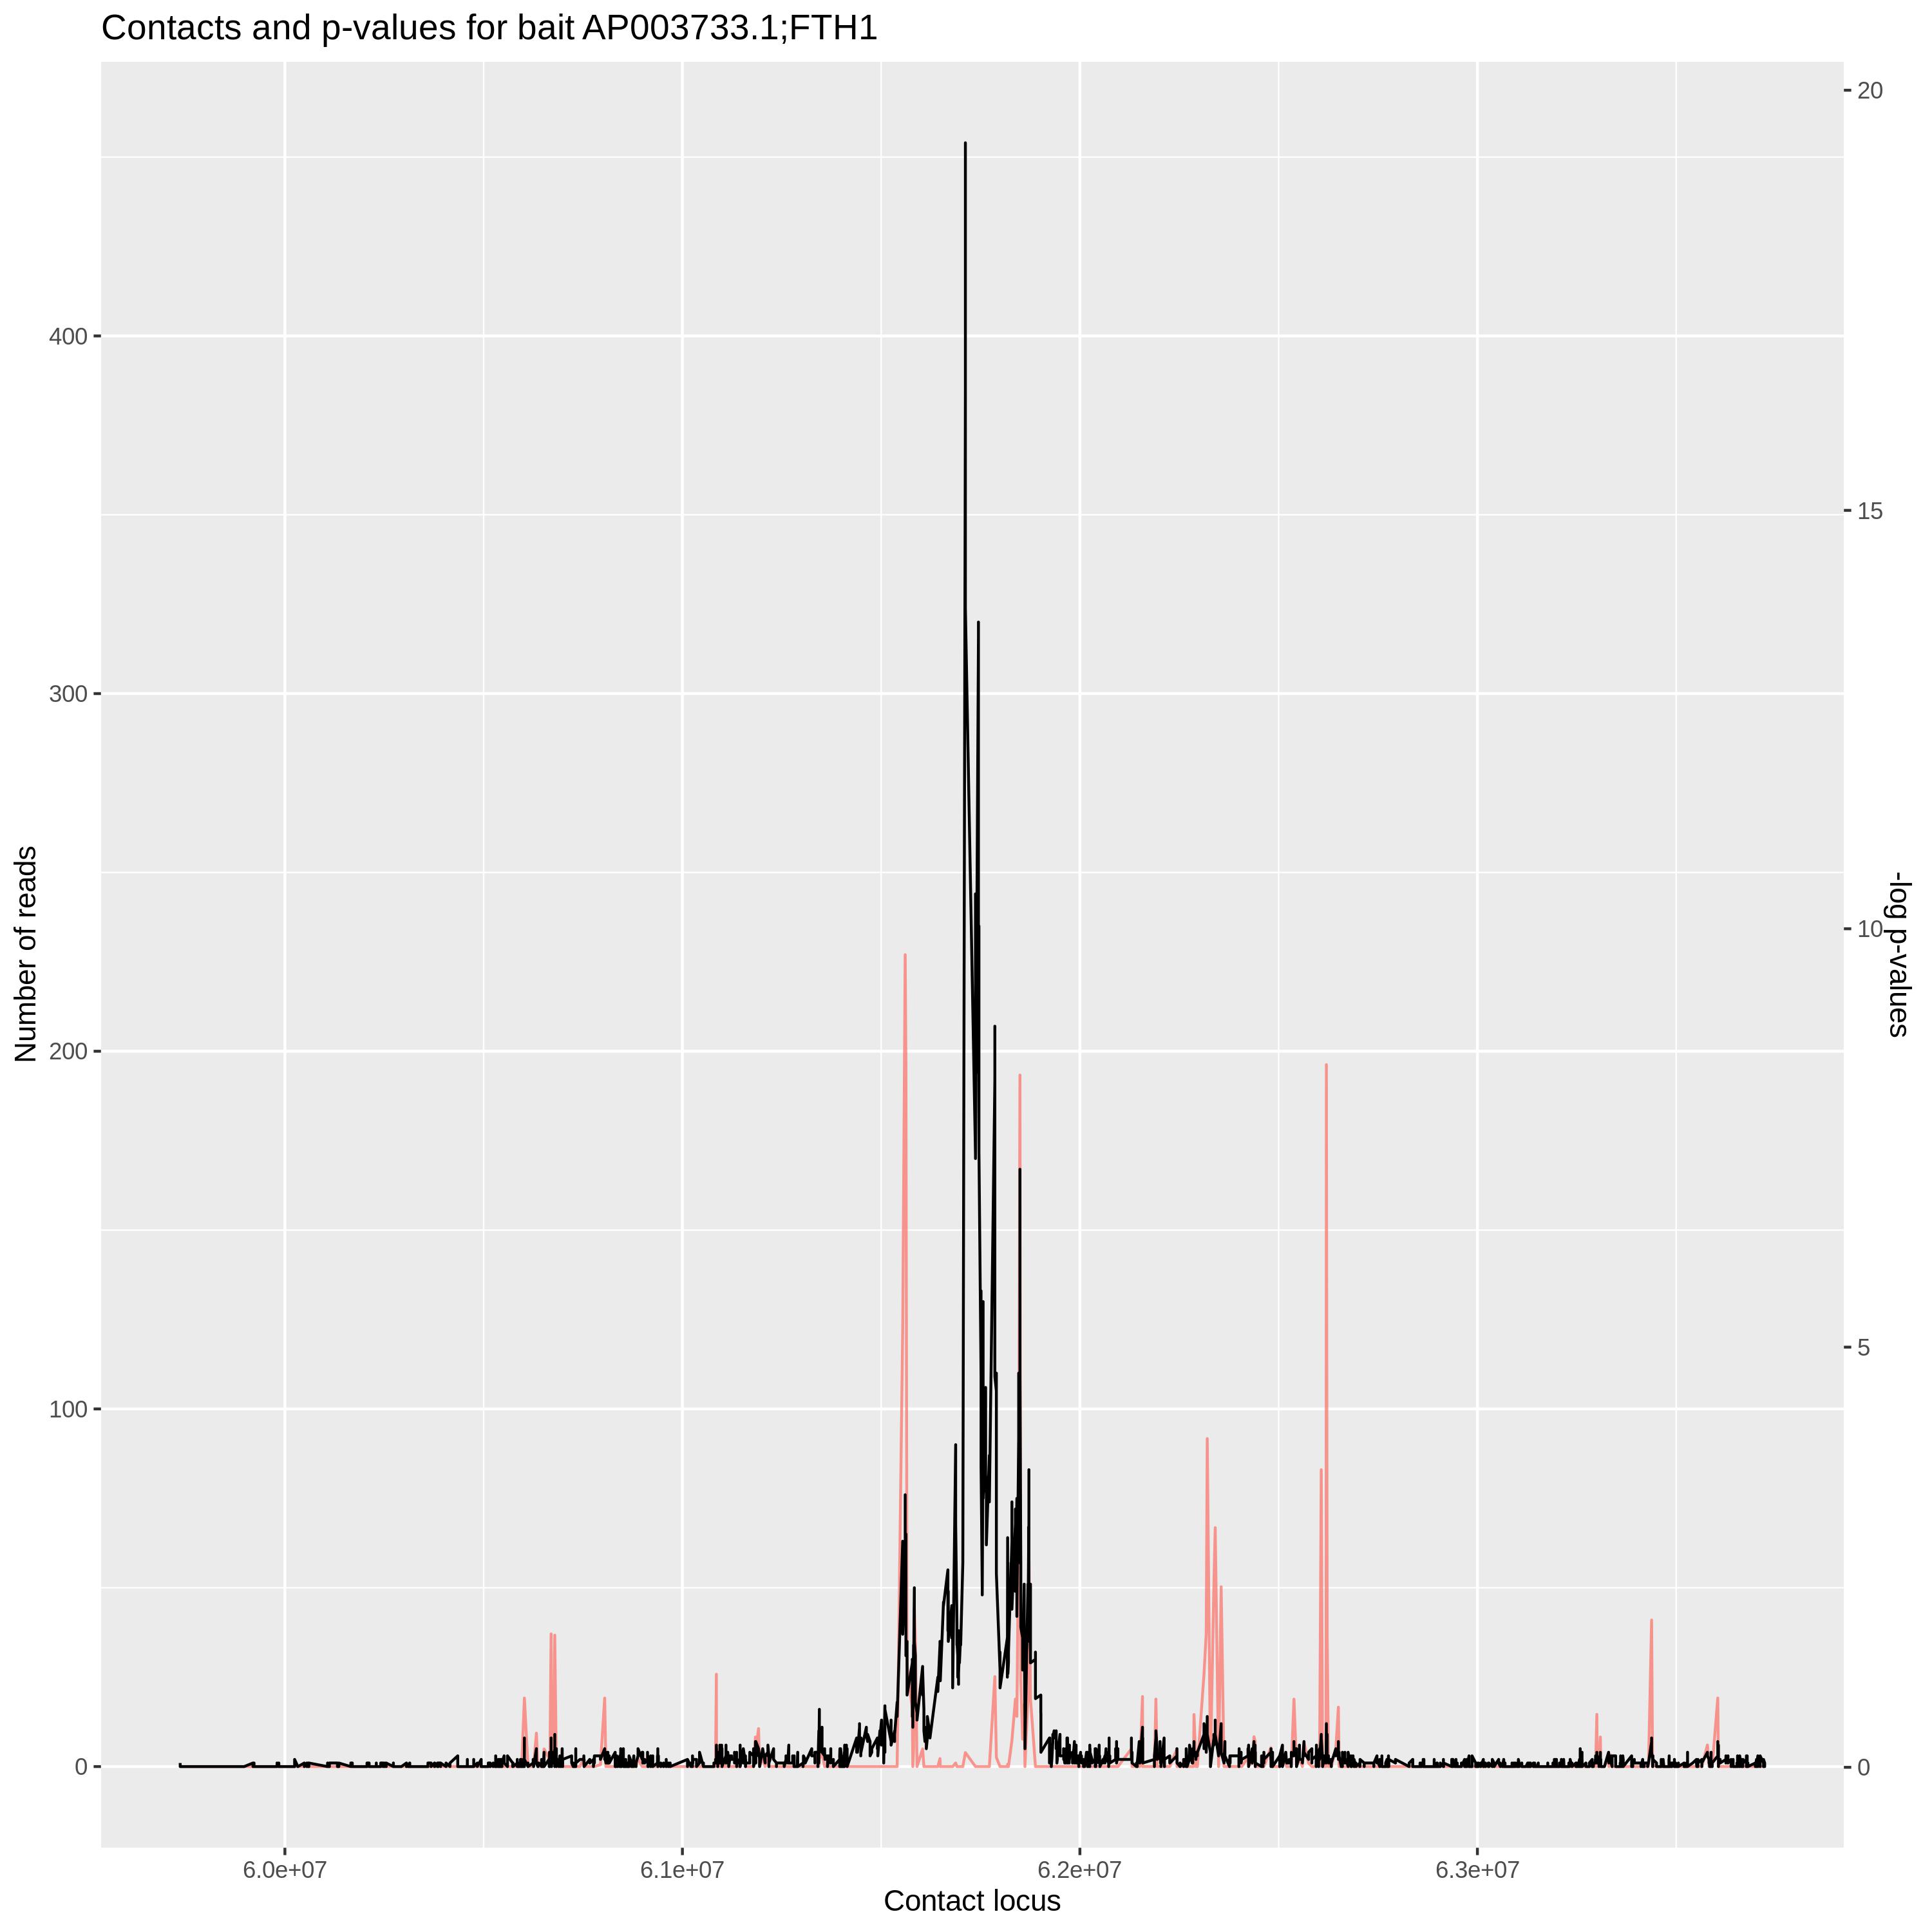 Contacts and p-values for bait AP003733.1;FTH1
20
400
15
300
Number of reads
-log p-values
10
200
5
100
0
0
6.0e+07
6.1e+07
6.2e+07
6.3e+07
Contact locus